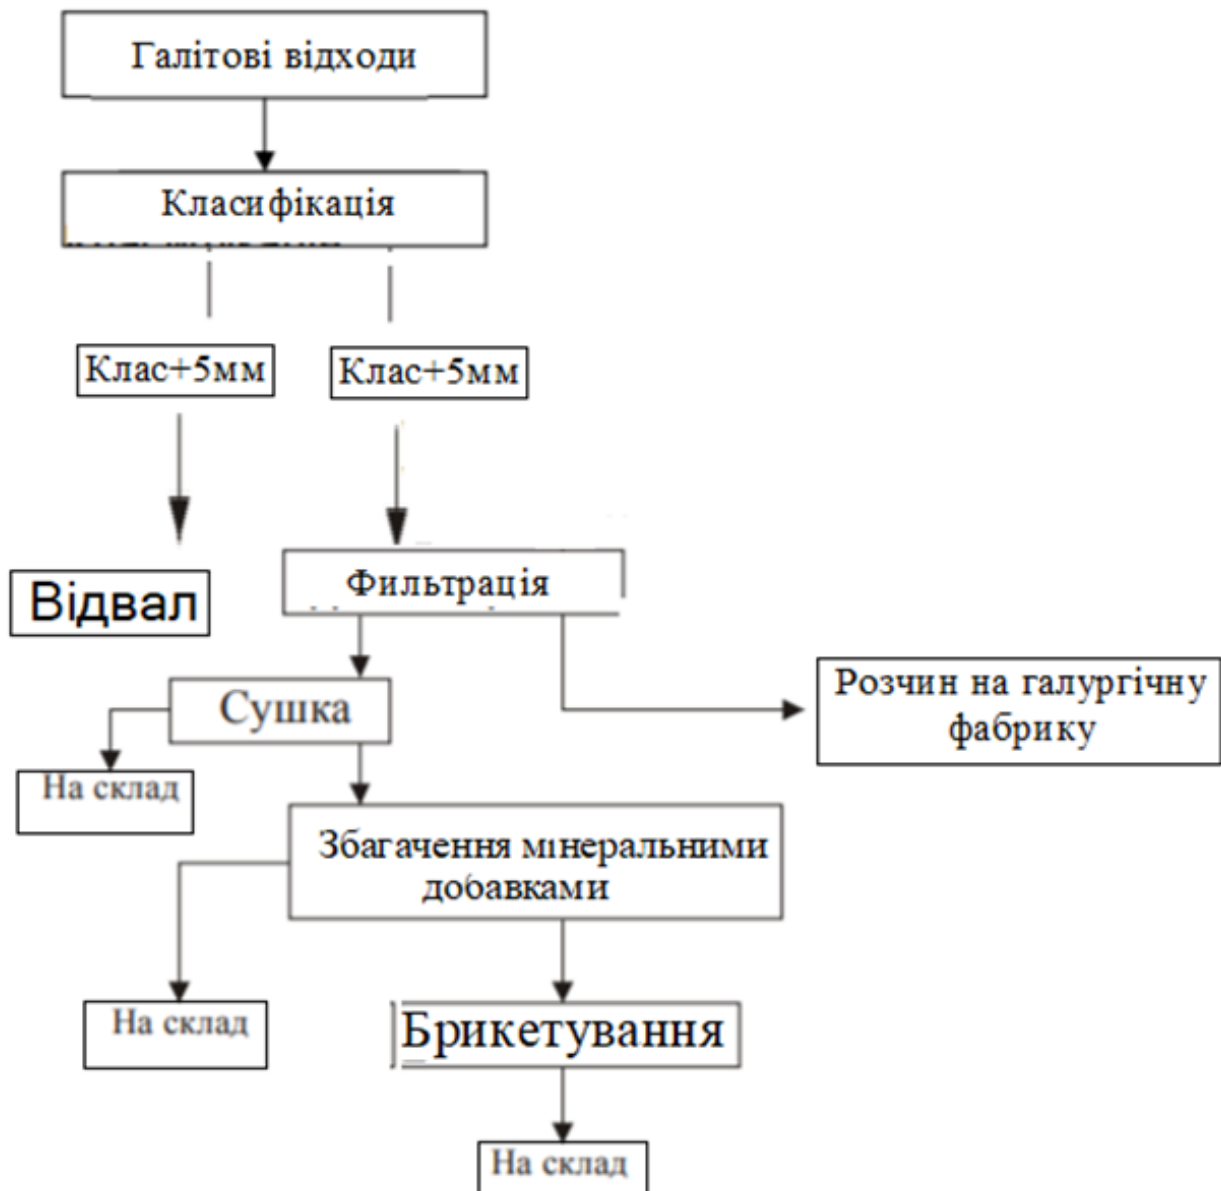 Галітові відходи
Класифікація
Клас+5мм
Клас+5мм
Відвал
Фильтрація
Сушка
Розчин на галургічну
фабрику
На склад
Збагачення мінеральними
добавками
На склад
Брикетування
На склад